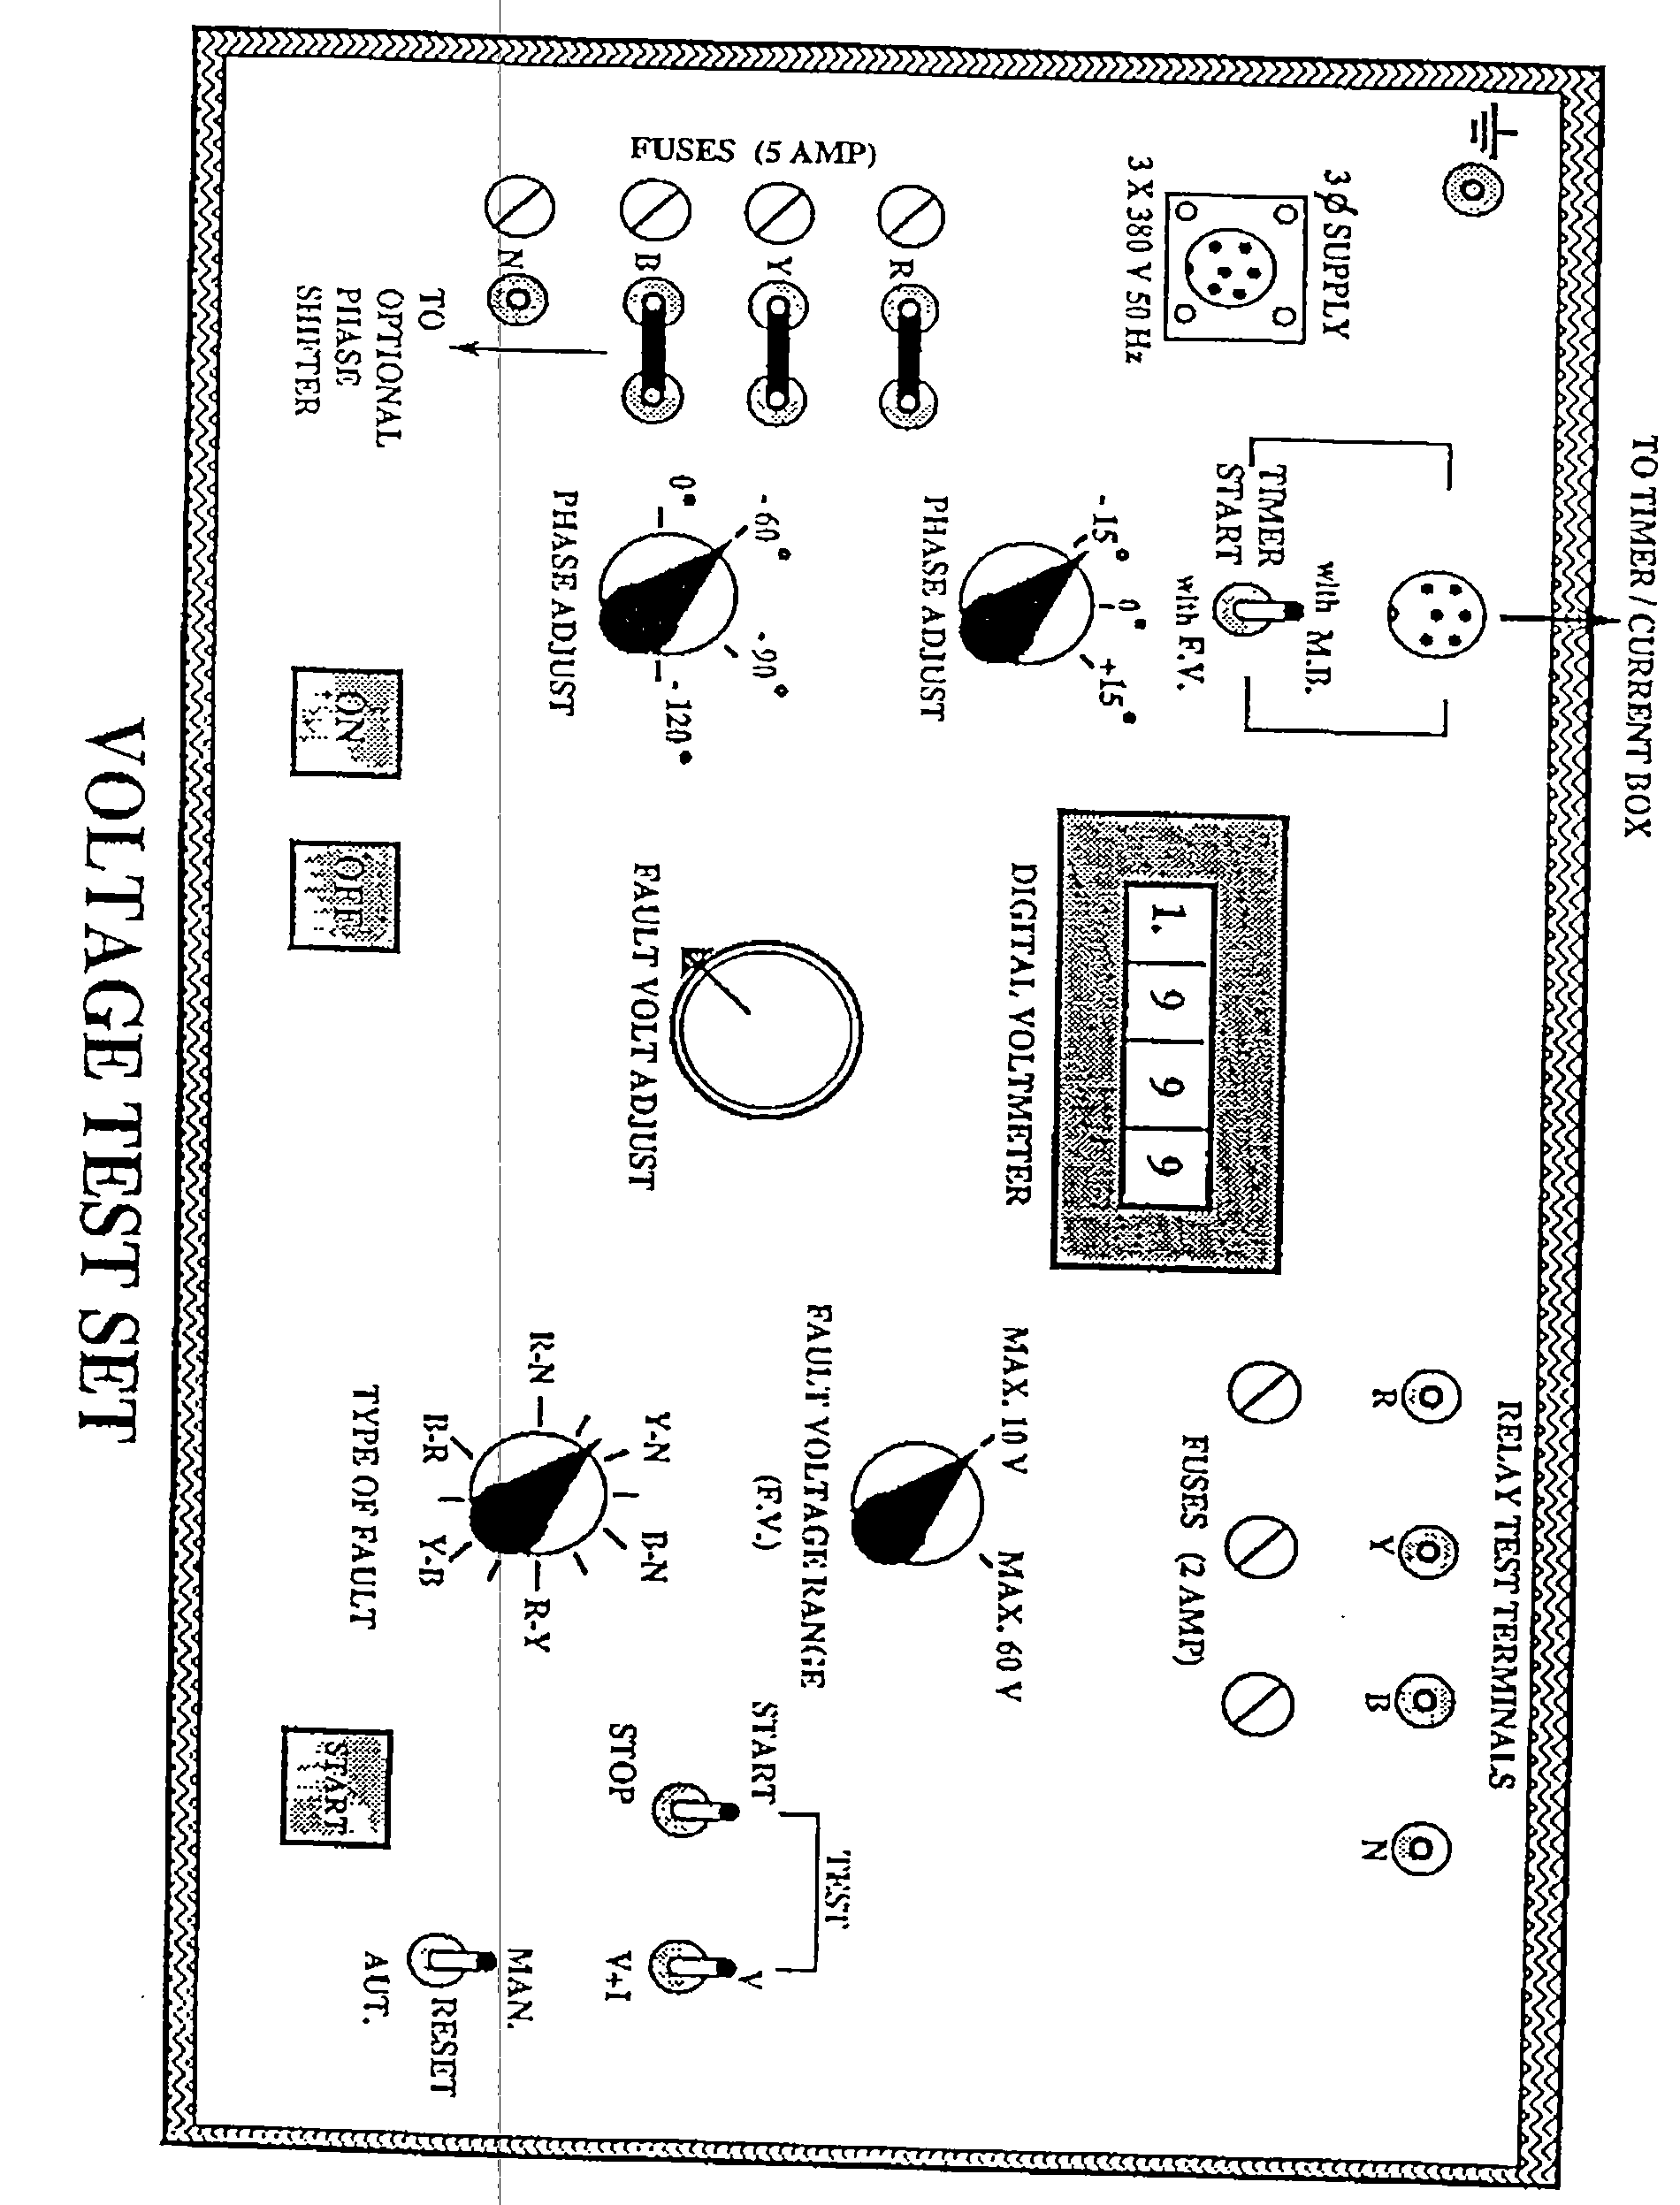 TO TIMER / CURRENT BOX
3 ø SUPPLY
3 X 380 V 50 Hz
TIMER
START
with M.B.
with F.V.
RELAY TEST TERMINALS
R
Y
B
N
FUSES (2 AMP)
1. 9 9 9
DIGITAL VOLTMETER
FUSES (5 AMP)
R
Y
B
N
TO
OPTIONAL
PHASE
SHIFTER
-15°
0°
+15°
PHASE ADJUST
0°
-60°
-90°
-120°
PHASE ADJUST
FAULT VOLT ADJUST
MAX. 10 V
MAX. 60 V
FAULT VOLTAGE RANGE
(F.V.)
R-N
Y-N
B-N
R-Y
Y-B
B-R
TYPE OF FAULT
TEST
START
STOP
V
V+I
MAN.
RESET
AUT.
ON
OFF
START
VOLTAGE TEST SET